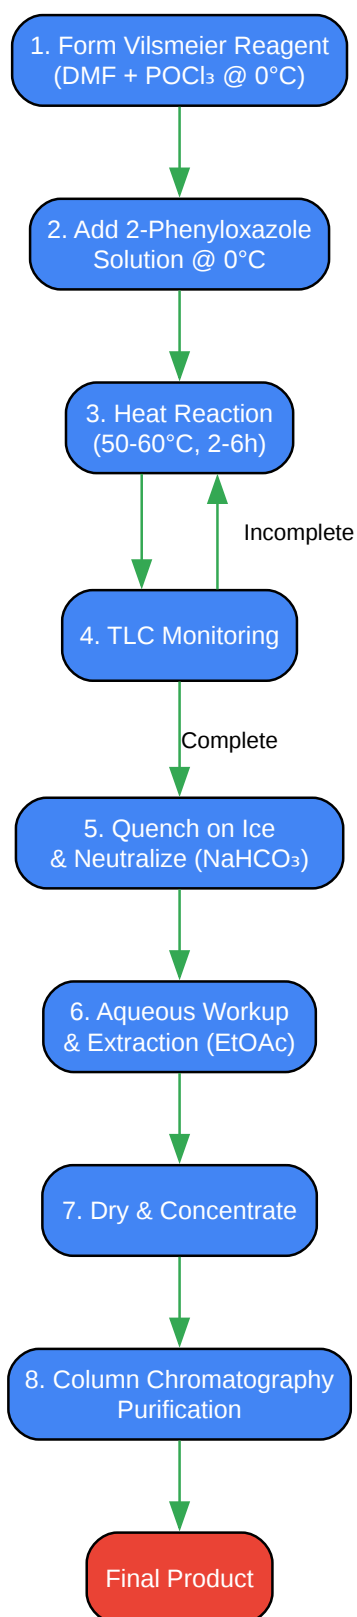 1. Form Vilsmeier Reagent
(DMF + POCl₃ @ 0°C)
2. Add 2-Phenyloxazole
Solution @ 0°C
3. Heat Reaction
(50-60°C, 2-6h)
Incomplete
4. TLC Monitoring
Complete
5. Quench on Ice
& Neutralize (NaHCO₃)
6. Aqueous Workup
& Extraction (EtOAc)
7. Dry & Concentrate
8. Column Chromatography
Purification
Final Product